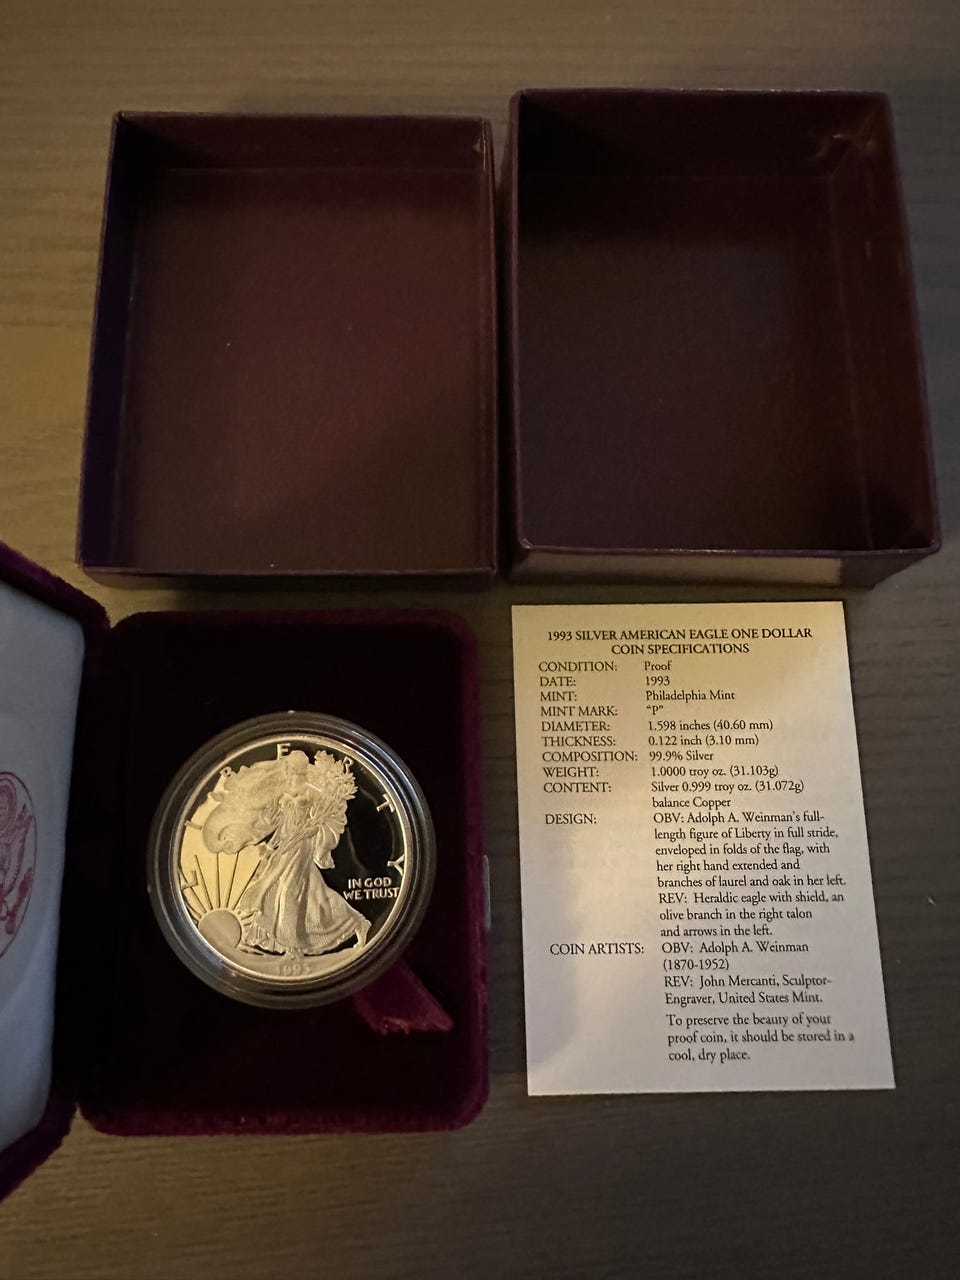 LIBERTY
IN GOD
WE TRUST
1993
1993 SILVER AMERICAN EAGLE ONE DOLLAR
COIN SPECIFICATIONS
CONDITION: Proof
DATE: 1993
MINT: Philadelphia Mint
MINT MARK: "P"
DIAMETER: 1.598 inches (40.60 mm)
THICKNESS: 0.122 inch (3.10 mm)
COMPOSITION: 99.9% Silver
WEIGHT: 1.0000 troy oz. (31.103g)
CONTENT: Silver 0.999 troy oz. (31.072g)
balance Copper
DESIGN: OBV: Adolph A. Weinman's full-
length figure of Liberty in full stride,
enveloped in folds of the flag, with
her right hand extended and
branches of laurel and oak in her left.
REV: Heraldic eagle with shield, an
olive branch in the right talon
and arrows in the left.
COIN ARTISTS: OBV: Adolph A. Weinman
(1870-1952)
REV: John Mercanti, Sculptor-
Engraver, United States Mint.
To preserve the beauty of your
proof coin, it should be stored in a
cool, dry place.